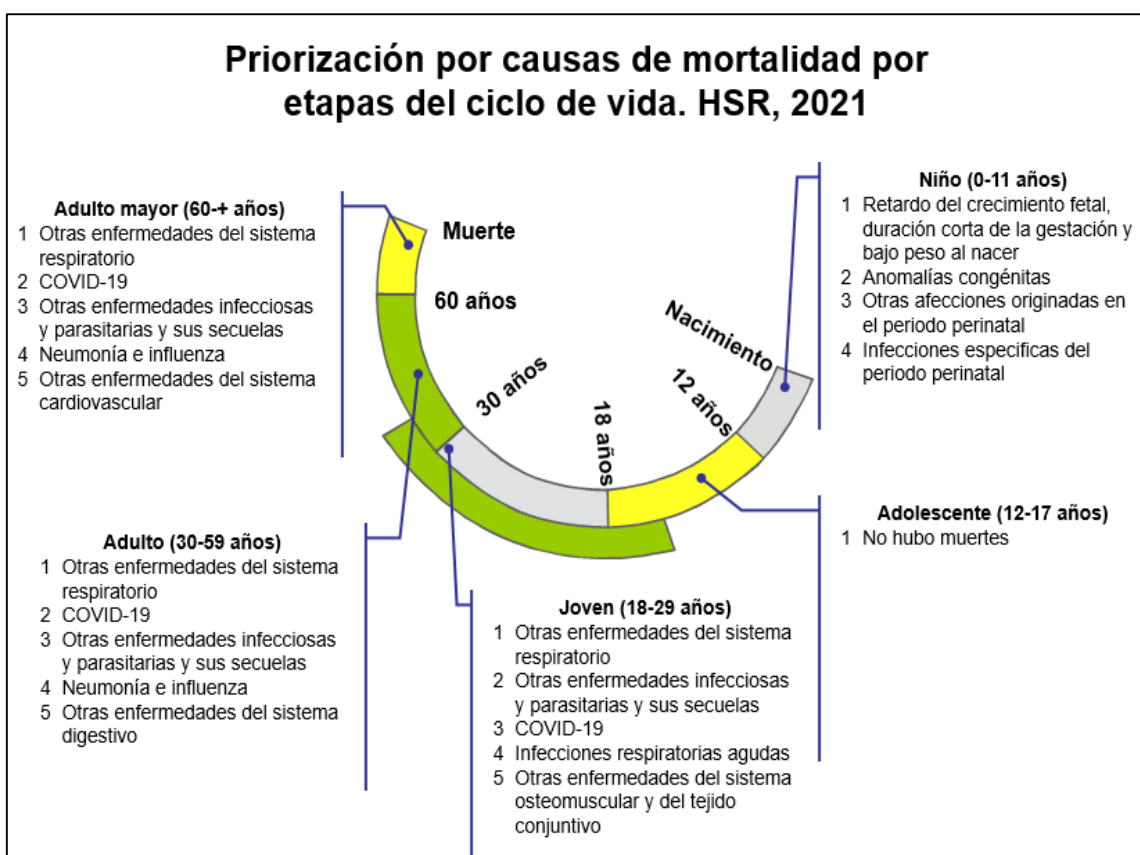 Priorización por causas de mortalidad por
etapas del ciclo de vida. HSR, 2021
Adulto mayor (60-+ años)
1 Otras enfermedades del sistema
respiratorio
2 COVID-19
3 Otras enfermedades infecciosas
y parasitarias y sus secuelas
4 Neumonía e influenza
5 Otras enfermedades del sistema
cardiovascular
Muerte
60 años
30 años
18 años
12 años
Nacimiento
Niño (0-11 años)
1 Retardo del crecimiento fetal,
duración corta de la gestación y
bajo peso al nacer
2 Anomalías congénitas
3 Otras afecciones originadas en
el periodo perinatal
4 Infecciones especificas del
periodo perinatal
Adolescente (12-17 años)
1 No hubo muertes
Adulto (30-59 años)
1 Otras enfermedades del sistema
respiratorio
2 COVID-19
3 Otras enfermedades infecciosas
y parasitarias y sus secuelas
4 Neumonía e influenza
5 Otras enfermedades del sistema
digestivo
Joven (18-29 años)
1 Otras enfermedades del sistema
respiratorio
2 Otras enfermedades infecciosas
y parasitarias y sus secuelas
3 COVID-19
4 Infecciones respiratorias agudas
5 Otras enfermedades del sistema
osteomuscular y del tejido
conjuntivo